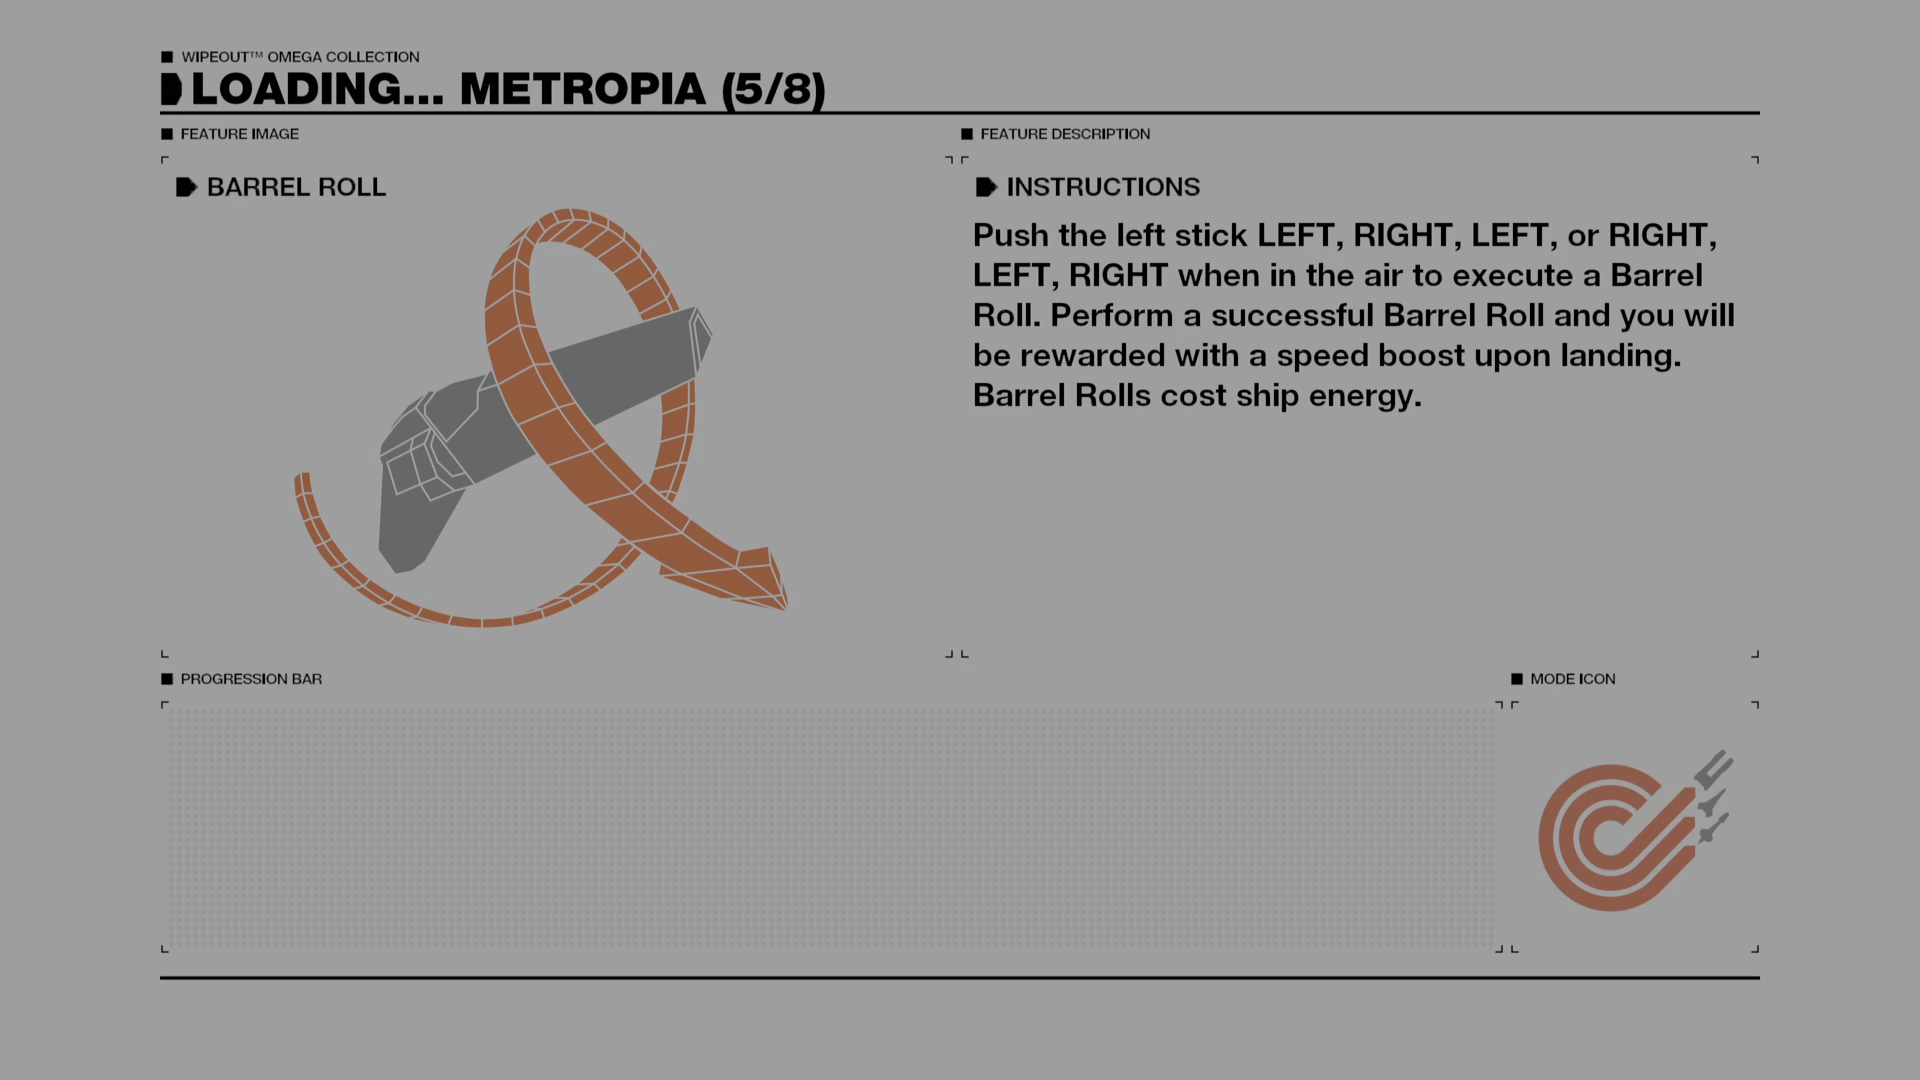 WIPEOUT™ OMEGA COLLECTION
LOADING... METROPIA (5/8)
FEATURE IMAGE
BARREL ROLL
FEATURE DESCRIPTION
INSTRUCTIONS
Push the left stick LEFT, RIGHT, LEFT, or RIGHT,
LEFT, RIGHT when in the air to execute a Barrel
Roll. Perform a successful Barrel Roll and you will
be rewarded with a speed boost upon landing.
Barrel Rolls cost ship energy.
PROGRESSION BAR
MODE ICON